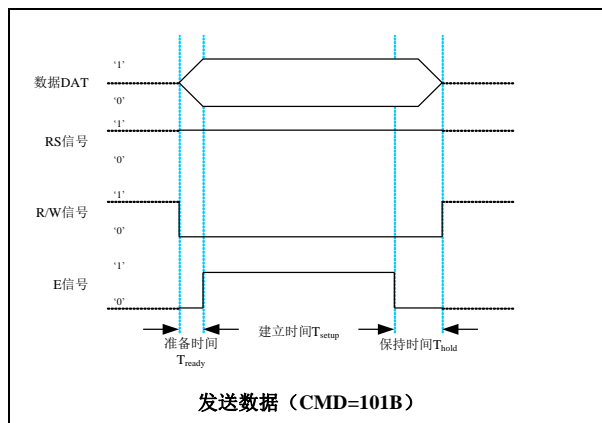 ‘1’
数据DAT
‘0’
‘1’
RS信号
‘0’
‘1’
R/W信号
‘0’
‘1’
E信号
‘0’
准备时间
Tready
建立时间Tsetup
保持时间Thold
发送数据（CMD=101B）